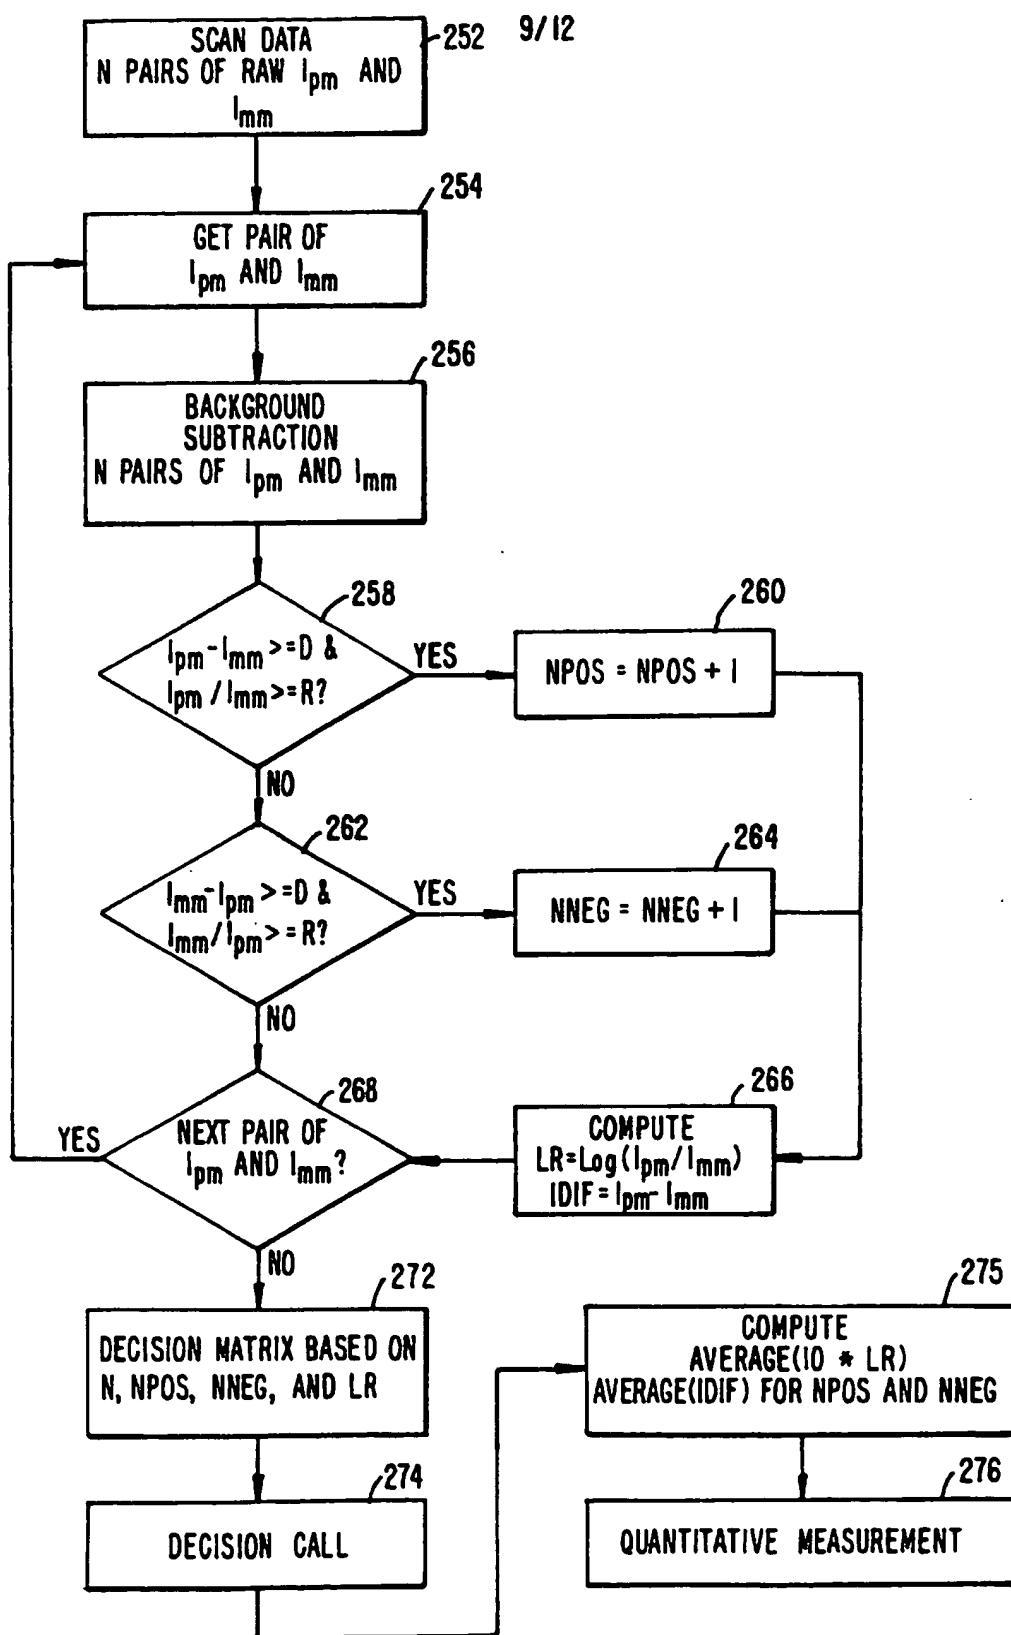 9/12
252
SCAN DATA
N PAIRS OF RAW Ipm AND
Imm
254
GET PAIR OF
Ipm AND Imm
256
BACKGROUND
SUBTRACTION
N PAIRS OF Ipm AND Imm
258
Ipm-Imm>=D &
Ipm/Imm>=R?
YES
260
NPOS = NPOS + 1
NO
262
Imm-Ipm>=D &
Imm/Ipm>=R?
YES
264
NNEG = NNEG + 1
NO
268
NEXT PAIR OF
Ipm AND Imm?
YES
266
COMPUTE
LR=Log(Ipm/Imm)
IDIF=Ipm-Imm
NO
272
DECISION MATRIX BASED ON
N, NPOS, NNEG, AND LR
274
DECISION CALL
275
COMPUTE
AVERAGE(10 * LR)
AVERAGE(IDIF) FOR NPOS AND NNEG
276
QUANTITATIVE MEASUREMENT